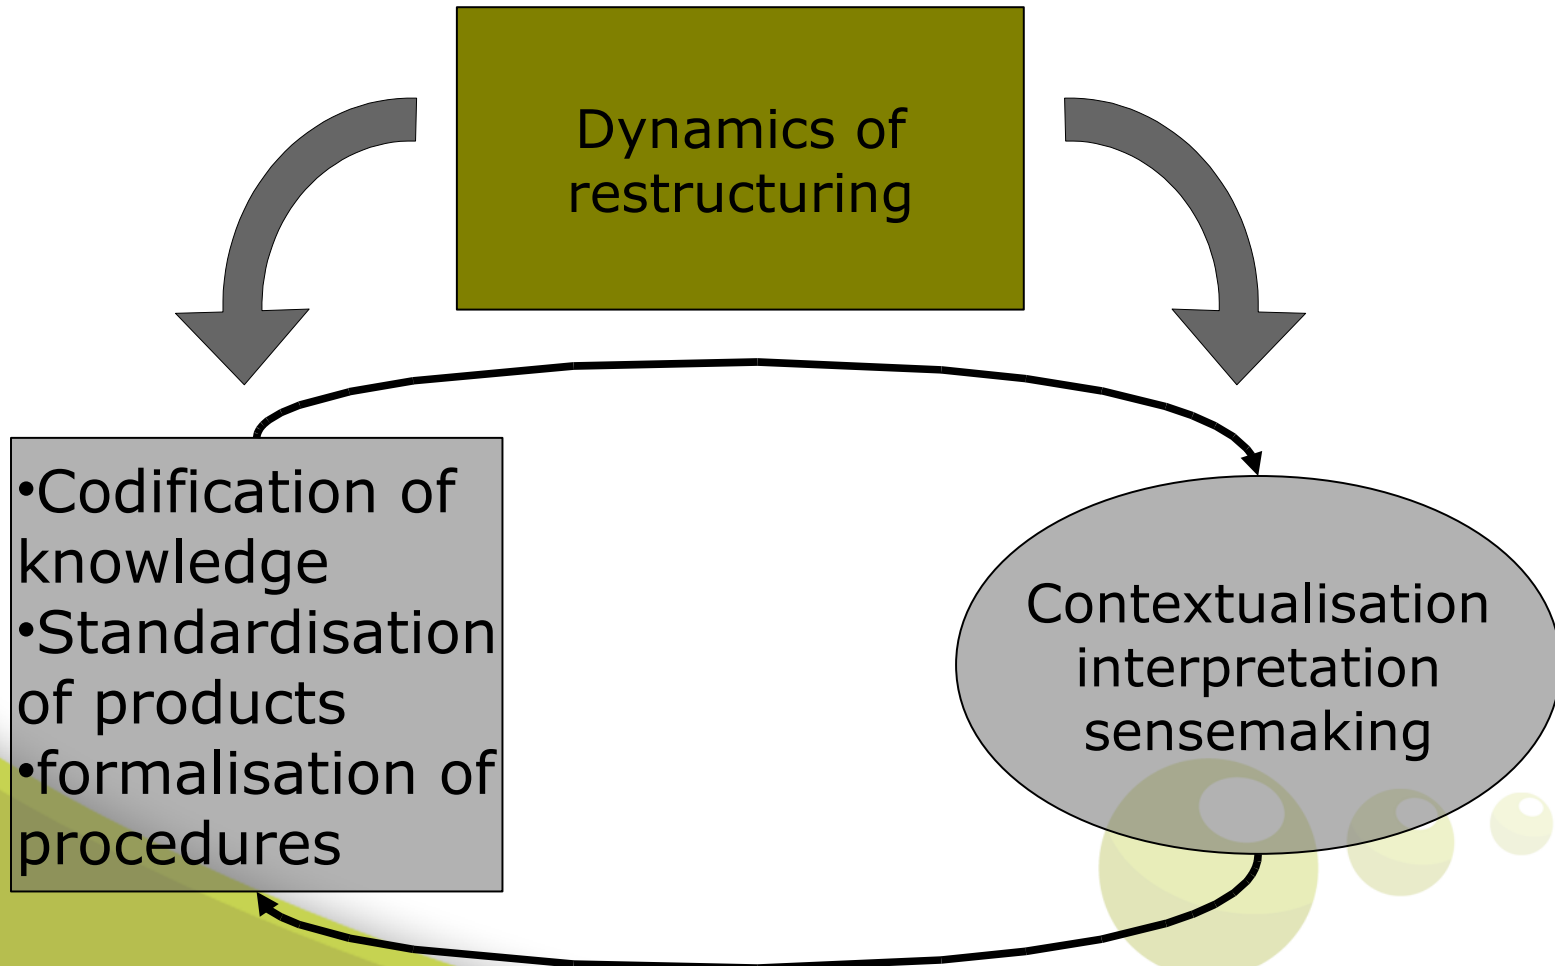 Dynamics of
restructuring
•Codification of
knowledge
•Standardisation
of products
•formalisation of
procedures
Contextualisation
interpretation
sensemaking